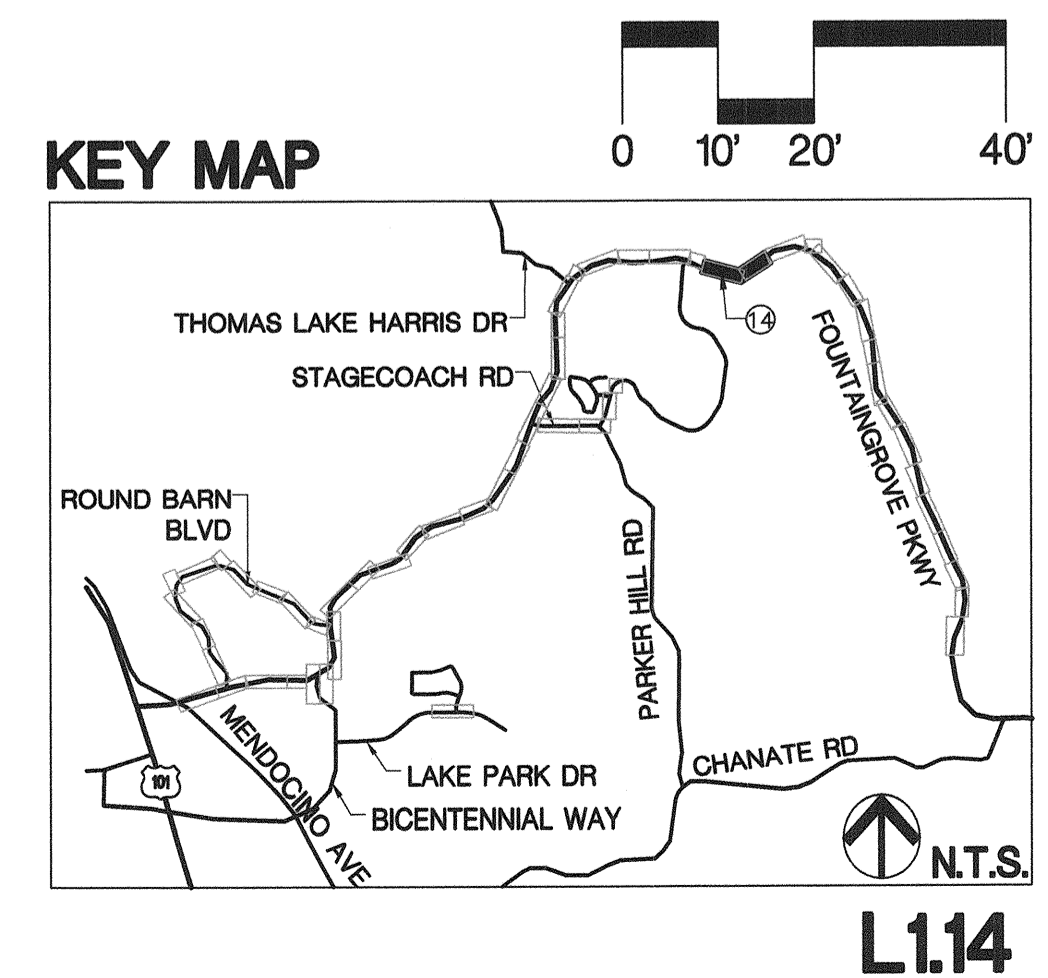 0 10' 20' 40'
KEY MAP
THOMAS LAKE HARRIS DR
14
STAGECOACH RD
FOUNTAINGROVE PKWY
ROUND BARN
BLVD
PARKER HILL RD
MENDOCINO AVE
CHANATE RD
LAKE PARK DR
101
BICENTENNIAL WAY
N.T.S.
L1.14